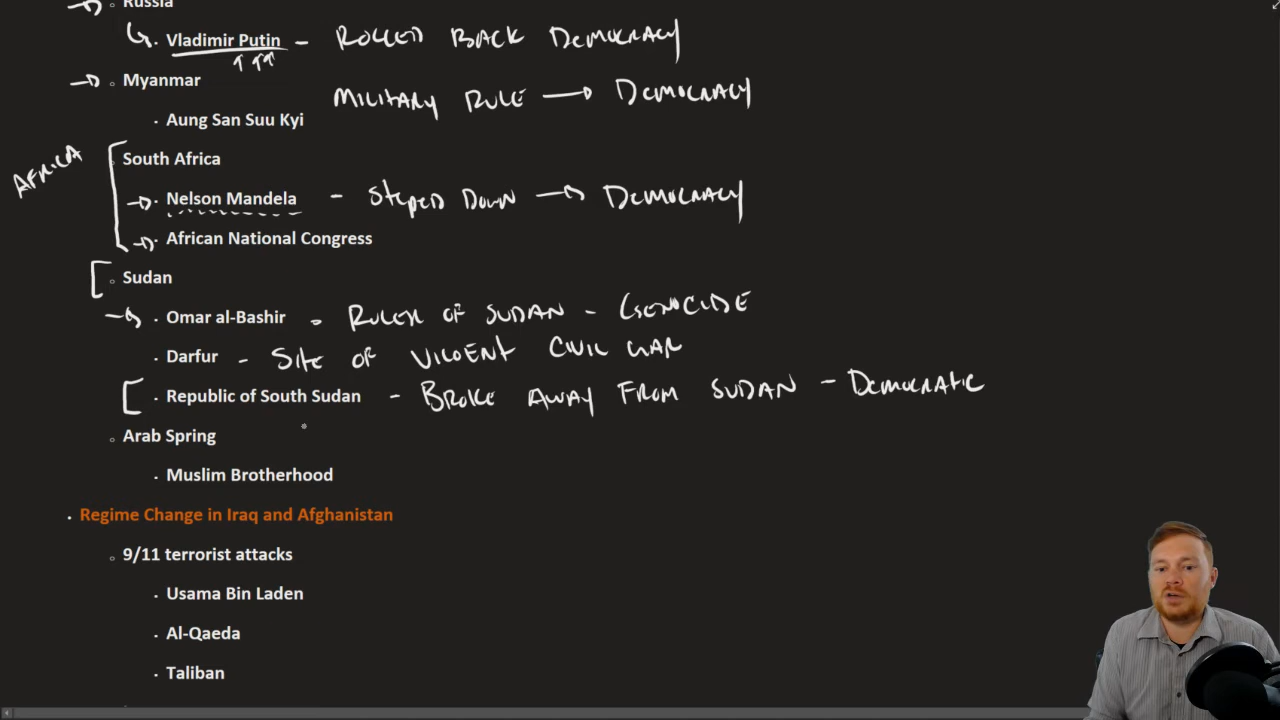 Russia
Vladimir Putin - ROLLED BACK DEMOCRACY
Myanmar
MILITARY RULE → DEMOCRACY
Aung San Suu Kyi
AFRICA
South Africa
Nelson Mandela - STEPED DOWN → DEMOCRACY
African National Congress
Sudan
Omar al-Bashir - RULER OF SUDAN - GENOCIDE
Darfur - SITE OF VIOLENT CIVIL WAR
Republic of South Sudan - BROKE AWAY FROM SUDAN - DEMOCRATIC
Arab Spring
Muslim Brotherhood
Regime Change in Iraq and Afghanistan
9/11 terrorist attacks
Usama Bin Laden
Al-Qaeda
Taliban